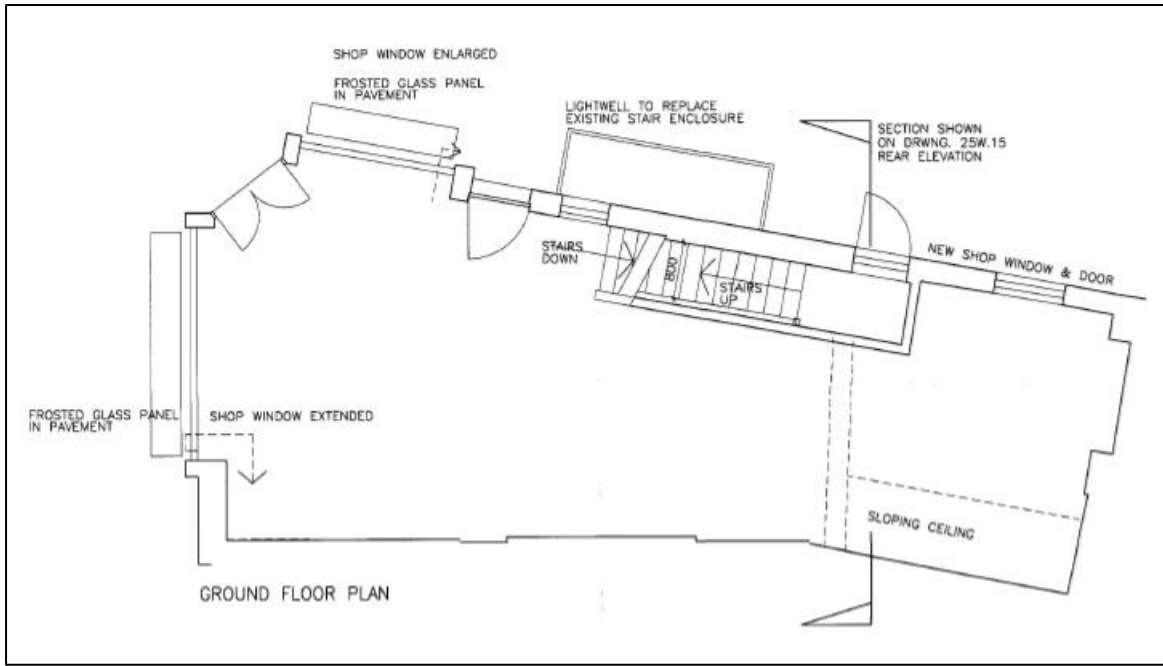 SHOP WINDOW ENLARGED
FROSTED GLASS PANEL
IN PAVEMENT
LIGHTWELL TO REPLACE
EXISTING STAIR ENCLOSURE
SECTION SHOWN
ON DRWNG. 25W.15
REAR ELEVATION
STAIRS
DOWN
800
STAIRS
UP
NEW SHOP WINDOW & DOOR
FROSTED GLASS PANEL
IN PAVEMENT
SHOP WINDOW EXTENDED
SLOPING CEILING
GROUND FLOOR PLAN